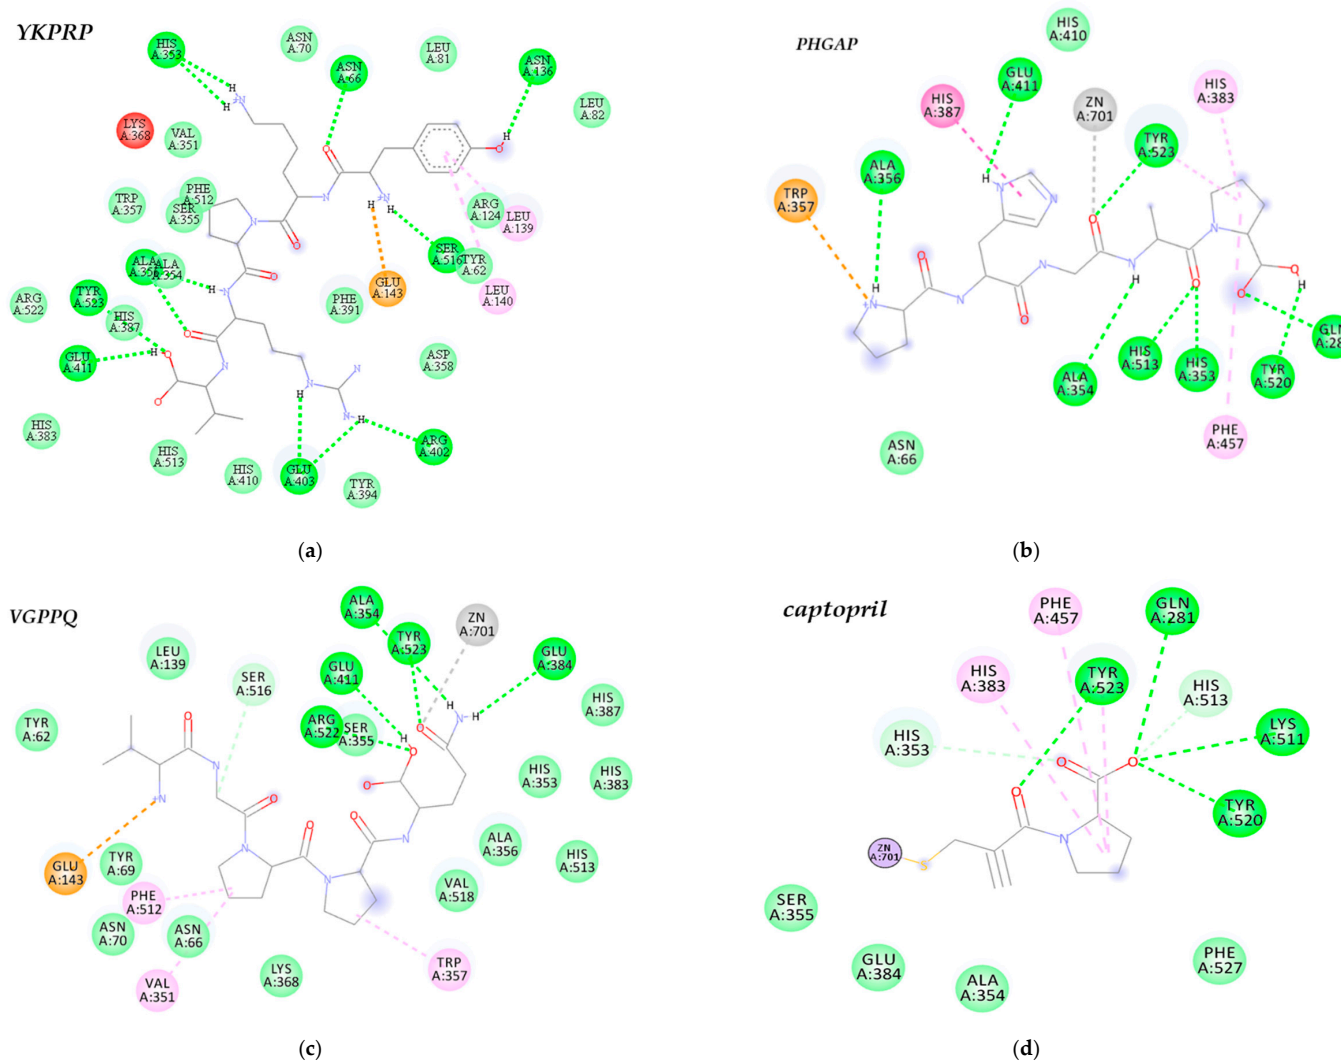 YKPRP
HIS
A:353
ASN
A:70
ASN
A:66
LEU
A:81
ASN
A:136
LEU
A:82
LYS
A:368
VAL
A:351
TRP
A:357
PHE
A:512
SER
A:355
ARG
A:124
LEU
A:139
ALA
A:356
ALA
A:354
SER
A:516
TYR
A:62
GLU
A:143
LEU
A:140
ARG
A:522
TYR
A:523
HIS
A:387
PHE
A:391
GLU
A:411
ASP
A:358
HIS
A:383
HIS
A:513
HIS
A:410
GLU
A:403
TYR
A:394
ARG
A:402
H
H
N
O
H
O
N
N
H
H
N
O
O
N
H
O
N
H
O
O
N
H
N
N
H
(a)
PHGAP
HIS
A:410
GLU
A:411
HIS
A:387
ZN
A:701
HIS
A:383
TYR
A:523
ALA
A:356
TRP
A:357
ALA
A:354
HIS
A:513
HIS
A:353
TYR
A:520
GLN
A:28
PHE
A:457
ASN
A:66
H
N
N
O
H
N
O
N
O
N
O
N
H
O
N
O
H
O
(b)
VGPPQ
LEU
A:139
SER
A:516
TYR
A:62
GLU
A:143
TYR
A:69
PHE
A:512
ASN
A:70
ASN
A:66
VAL
A:351
LYS
A:368
TRP
A:357
VAL
A:518
ALA
A:356
HIS
A:513
HIS
A:353
HIS
A:383
HIS
A:387
GLU
A:384
ZN
A:701
TYR
A:523
ALA
A:354
GLU
A:411
ARG
A:522
SER
A:355
O
N
N
N
O
O
N
O
N
O
H
O
O
N
H
H
(c)
captopril
PHE
A:457
GLN
A:281
HIS
A:383
TYR
A:523
HIS
A:513
HIS
A:353
LYS
A:511
TYR
A:520
ZN
A:701
SER
A:355
GLU
A:384
ALA
A:354
PHE
A:527
O
O
O
N
S
(d)